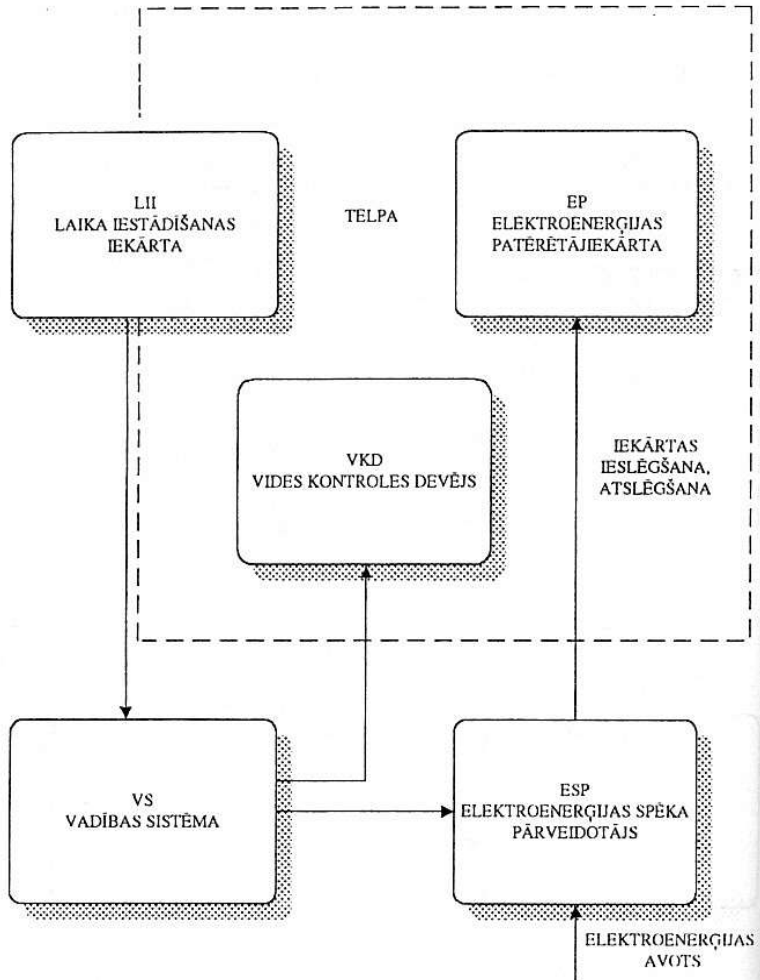 LII
LAIKA IESTĀDĪŠANAS
IEKĀRTA
TELPA
EP
ELEKTROENERĢIJAS
PATĒRĒTĀJIEKĀRTA
VKD
VIDES KONTROLES DEVĒJS
IEKĀRTAS
IESLĒGŠANA,
ATSLĒGŠANA
VS
VADĪBAS SISTĒMA
ESP
ELEKTROENERĢIJAS SPĒKA
PĀRVEIDOTĀJS
ELEKTROENERĢIJAS
AVOTS